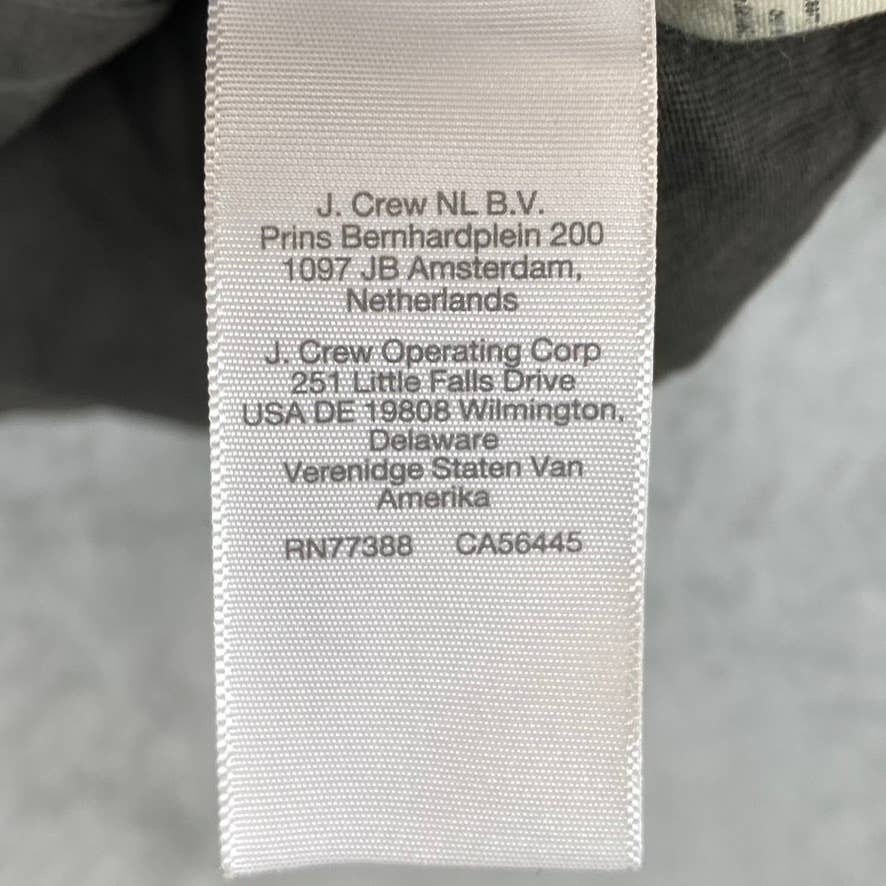 J. Crew NL B.V.
Prins Bernhardplein 200
1097 JB Amsterdam,
Netherlands
J. Crew Operating Corp
251 Little Falls Drive
USA DE 19808 Wilmington,
Delaware
Verenidge Staten Van
Amerika
RN77388 CA56445